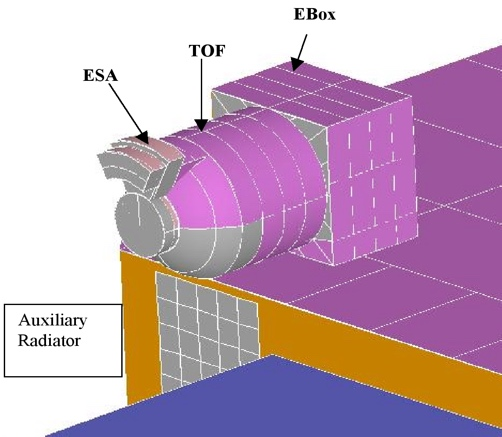 EBox
TOF
ESA
Auxiliary
Radiator